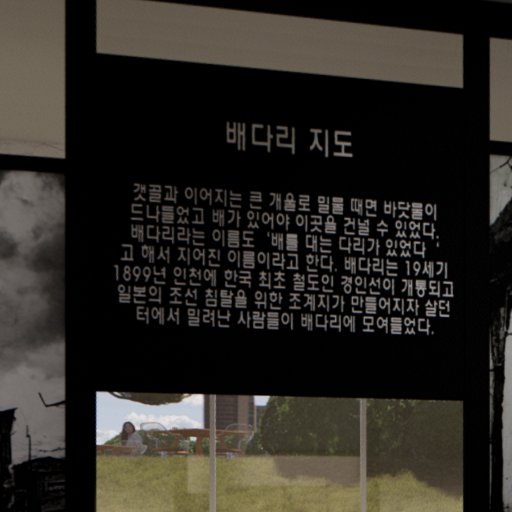 배다리 지도
갯골과 이어지는 큰 개울로 밀물 때면 바닷물이
드나들었고 배가 있어야 이곳을 건널 수 있었다.
배다리라는 이름도 '배를 대는 다리가 있었다'
고 해서 지어진 이름이라고 한다. 배다리는 19세기
1899년 인천에 한국 최초 철도인 경인선이 개통되고
일본의 조선 침탈을 위한 조계지가 만들어지자 살던
터에서 밀려난 사람들이 배다리에 모여들었다.